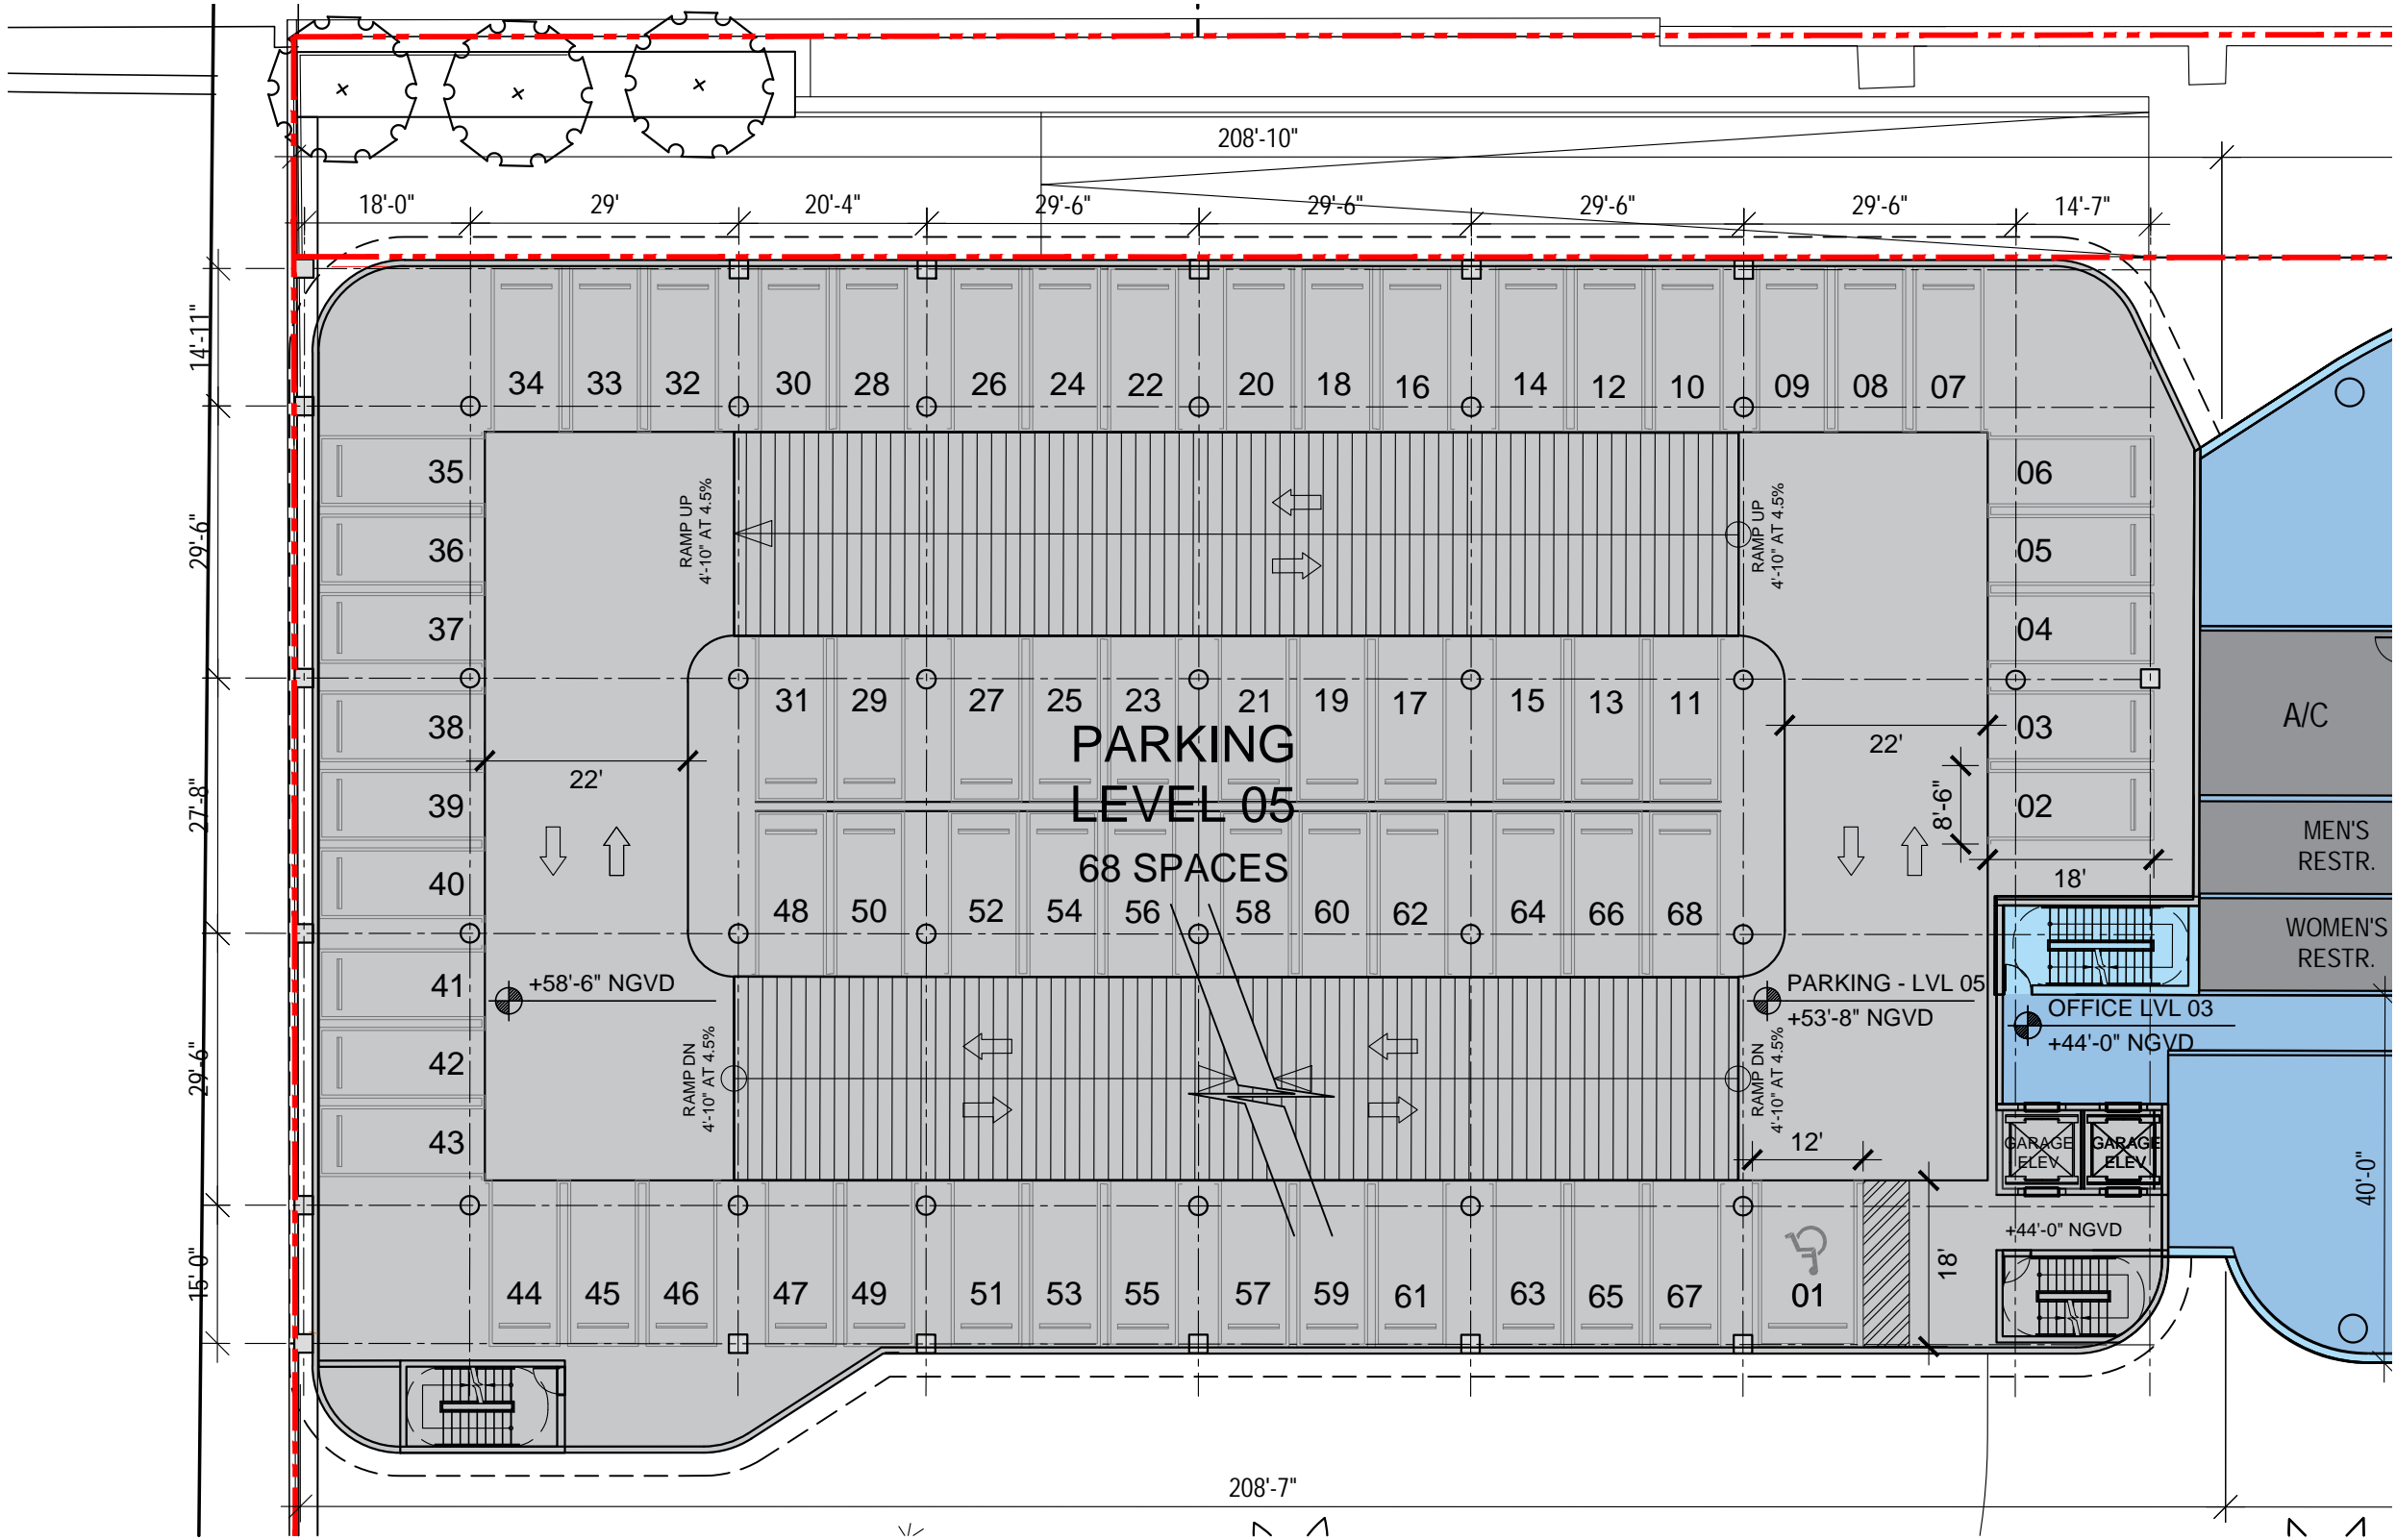 208'-10"
18'-0"
29'
20'-4"
29'-6"
29'-6"
29'-6"
29'-6"
14'-7"
14'-11"
29'-6"
27'-8"
29'-6"
15'-0"
34 33 32 30 28 26 24 22 20 18 16 14 12 10 09 08 07
35
36
37
38
39
40
41
42
43
RAMP UP
4'-10" AT 4.5%
RAMP UP
4'-10" AT 4.5%
06
05
04
03
02
31 29 27 25 23 21 19 17 15 13 11
PARKING
LEVEL 05
68 SPACES
22'
22'
8'-6"
18'
48 50 52 54 56 58 60 62 64 66 68
A/C
MEN'S
RESTR.
WOMEN'S
RESTR.
+58'-6" NGVD
PARKING - LVL 05
+53'-8" NGVD
OFFICE LVL 03
+44'-0" NGVD
RAMP DN
4'-10" AT 4.5%
RAMP DN
4'-10" AT 4.5%
12'
GARAGE
ELEV
GARAGE
ELEV
40'-0"
+44'-0" NGVD
18'
44 45 46 47 49 51 53 55 57 59 61 63 65 67 01
208'-7"